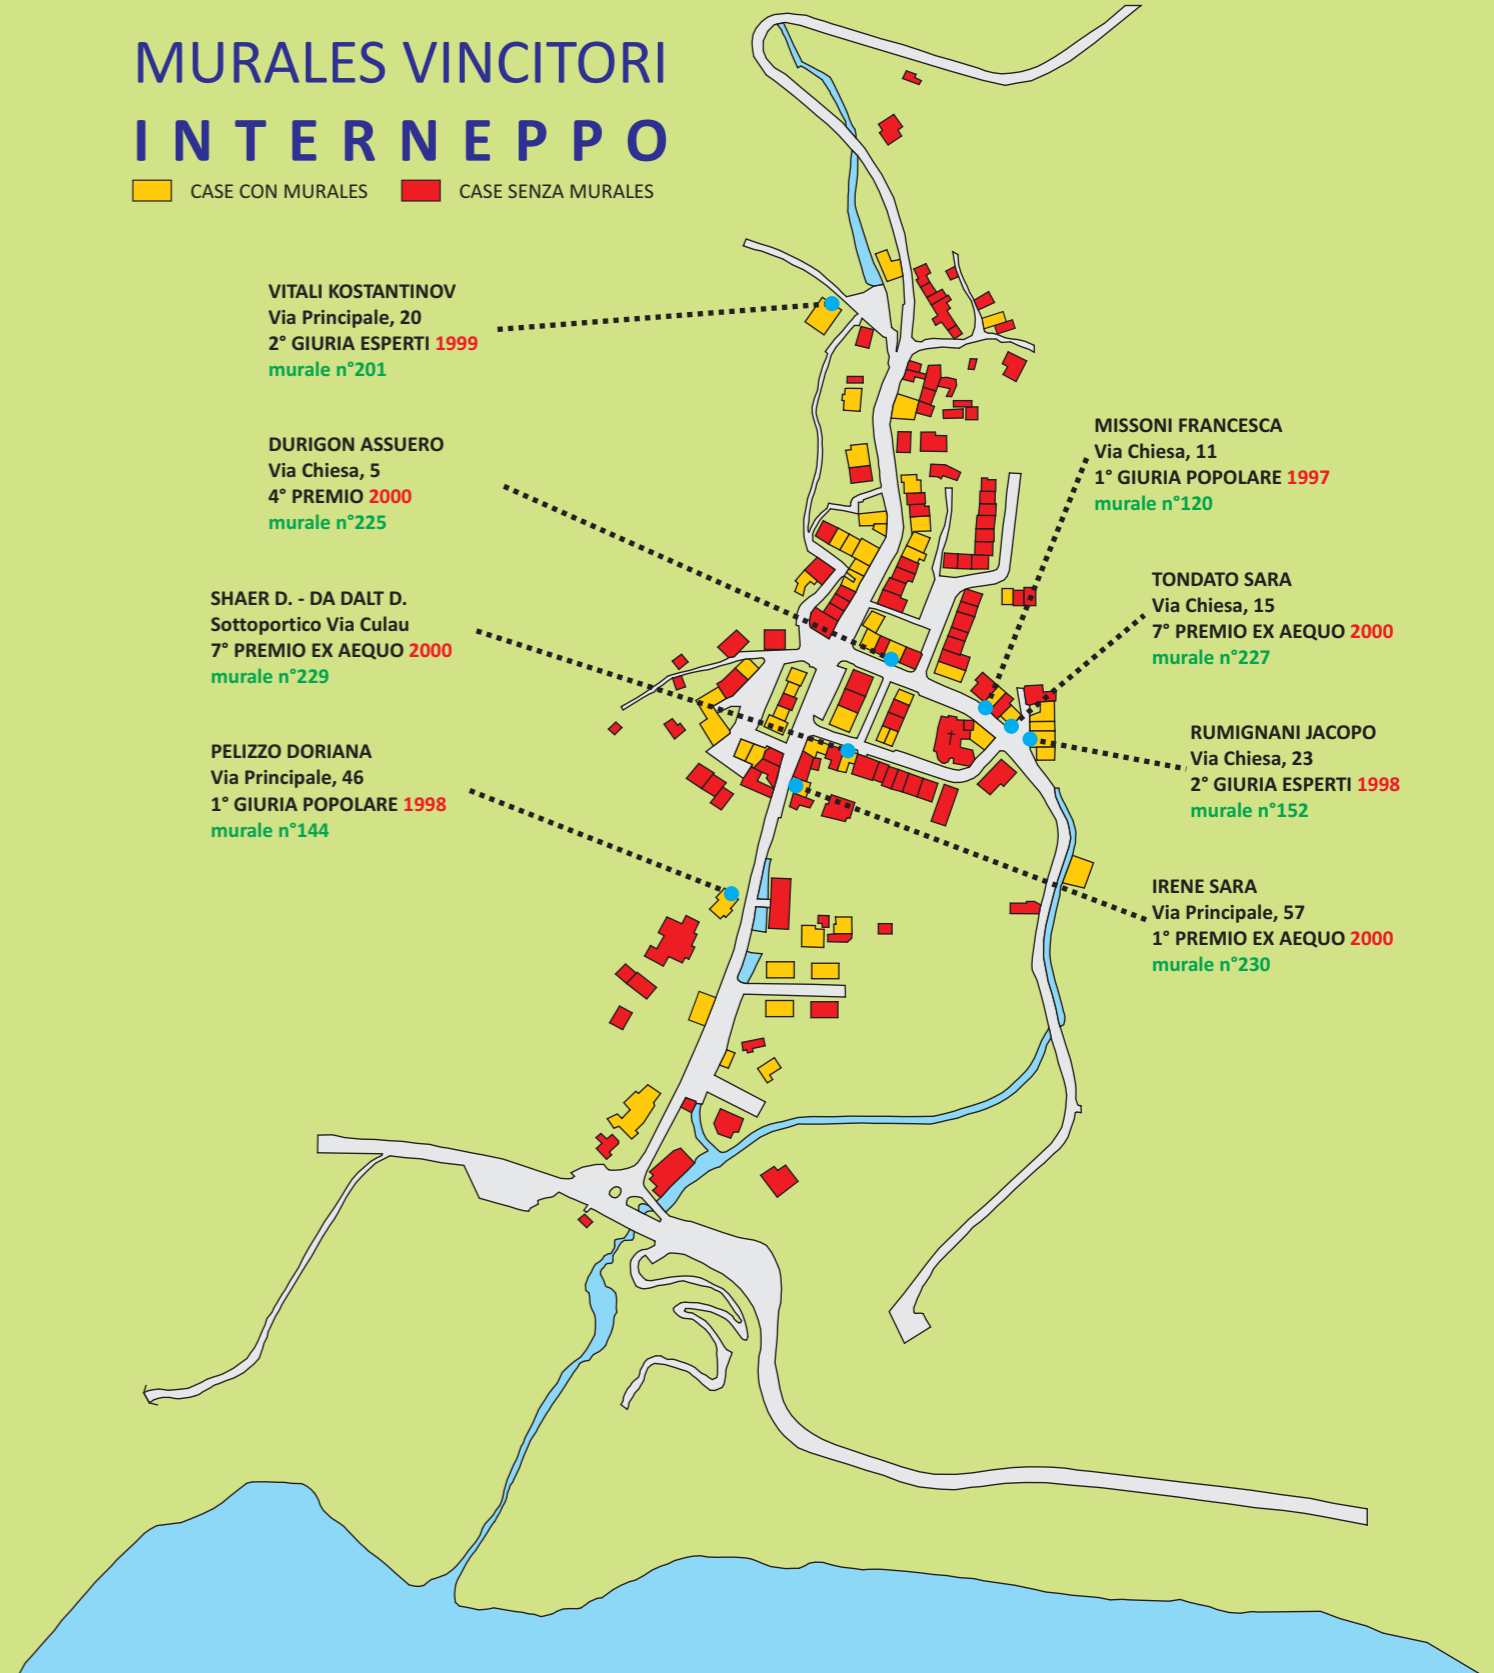 MURALES VINCITORI
INTERNEPPO
CASE CON MURALES
CASE SENZA MURALES
VITALI KOSTANTINOV
Via Principale, 20
2° GIURIA ESPERTI 1999
murale n°201
DURIGON ASSUERO
Via Chiesa, 5
4° PREMIO 2000
murale n°225
SHAER D. - DA DALT D.
Sottoportico Via Culau
7° PREMIO EX AEQUO 2000
murale n°229
PELIZZO DORIANA
Via Principale, 46
1° GIURIA POPOLARE 1998
murale n°144
MISSONI FRANCESCA
Via Chiesa, 11
1° GIURIA POPOLARE 1997
murale n°120
TONDATO SARA
Via Chiesa, 15
7° PREMIO EX AEQUO 2000
murale n°227
RUMIGNANI JACOPO
Via Chiesa, 23
2° GIURIA ESPERTI 1998
murale n°152
IRENE SARA
Via Principale, 57
1° PREMIO EX AEQUO 2000
murale n°230